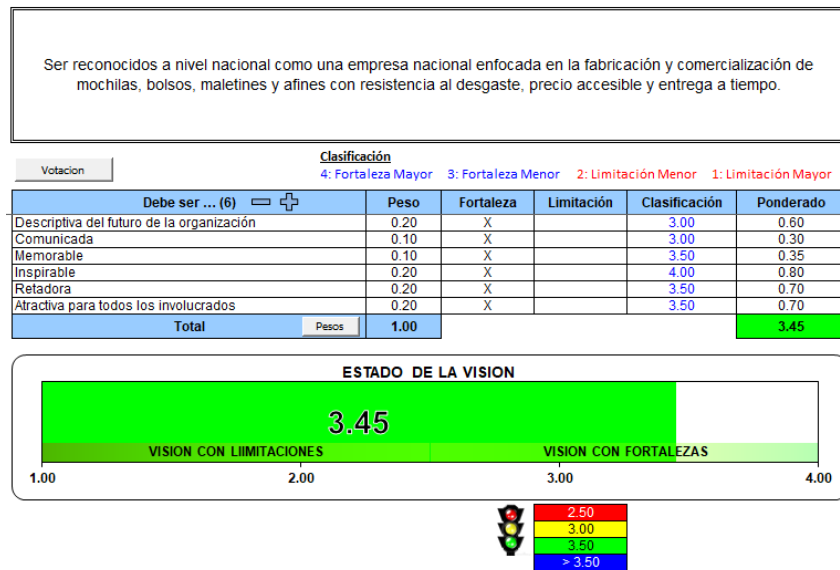 Ser reconocidos a nivel nacional como una empresa nacional enfocada en la fabricación y comercialización de
mochilas, bolsos, maletines y afines con resistencia al desgaste, precio accesible y entrega a tiempo.
Votacion
Clasificación
4: Fortaleza Mayor 3: Fortaleza Menor 2: Limitación Menor 1: Limitación Mayor
Debe ser ... (6) Peso Fortaleza Limitación Clasificación Ponderado
Descriptiva del futuro de la organización 0.20 X 3.00 0.60
Comunicada 0.10 X 3.00 0.30
Memorable 0.10 X 3.50 0.35
Inspirable 0.20 X 4.00 0.80
Retadora 0.20 X 3.50 0.70
Atractiva para todos los involucrados 0.20 X 3.50 0.70
Total Pesos 1.00 3.45
ESTADO DE LA VISION
3.45
VISION CON LIIMITACIONES VISION CON FORTALEZAS
1.00 2.00 3.00 4.00
2.50
3.00
3.50
> 3.50